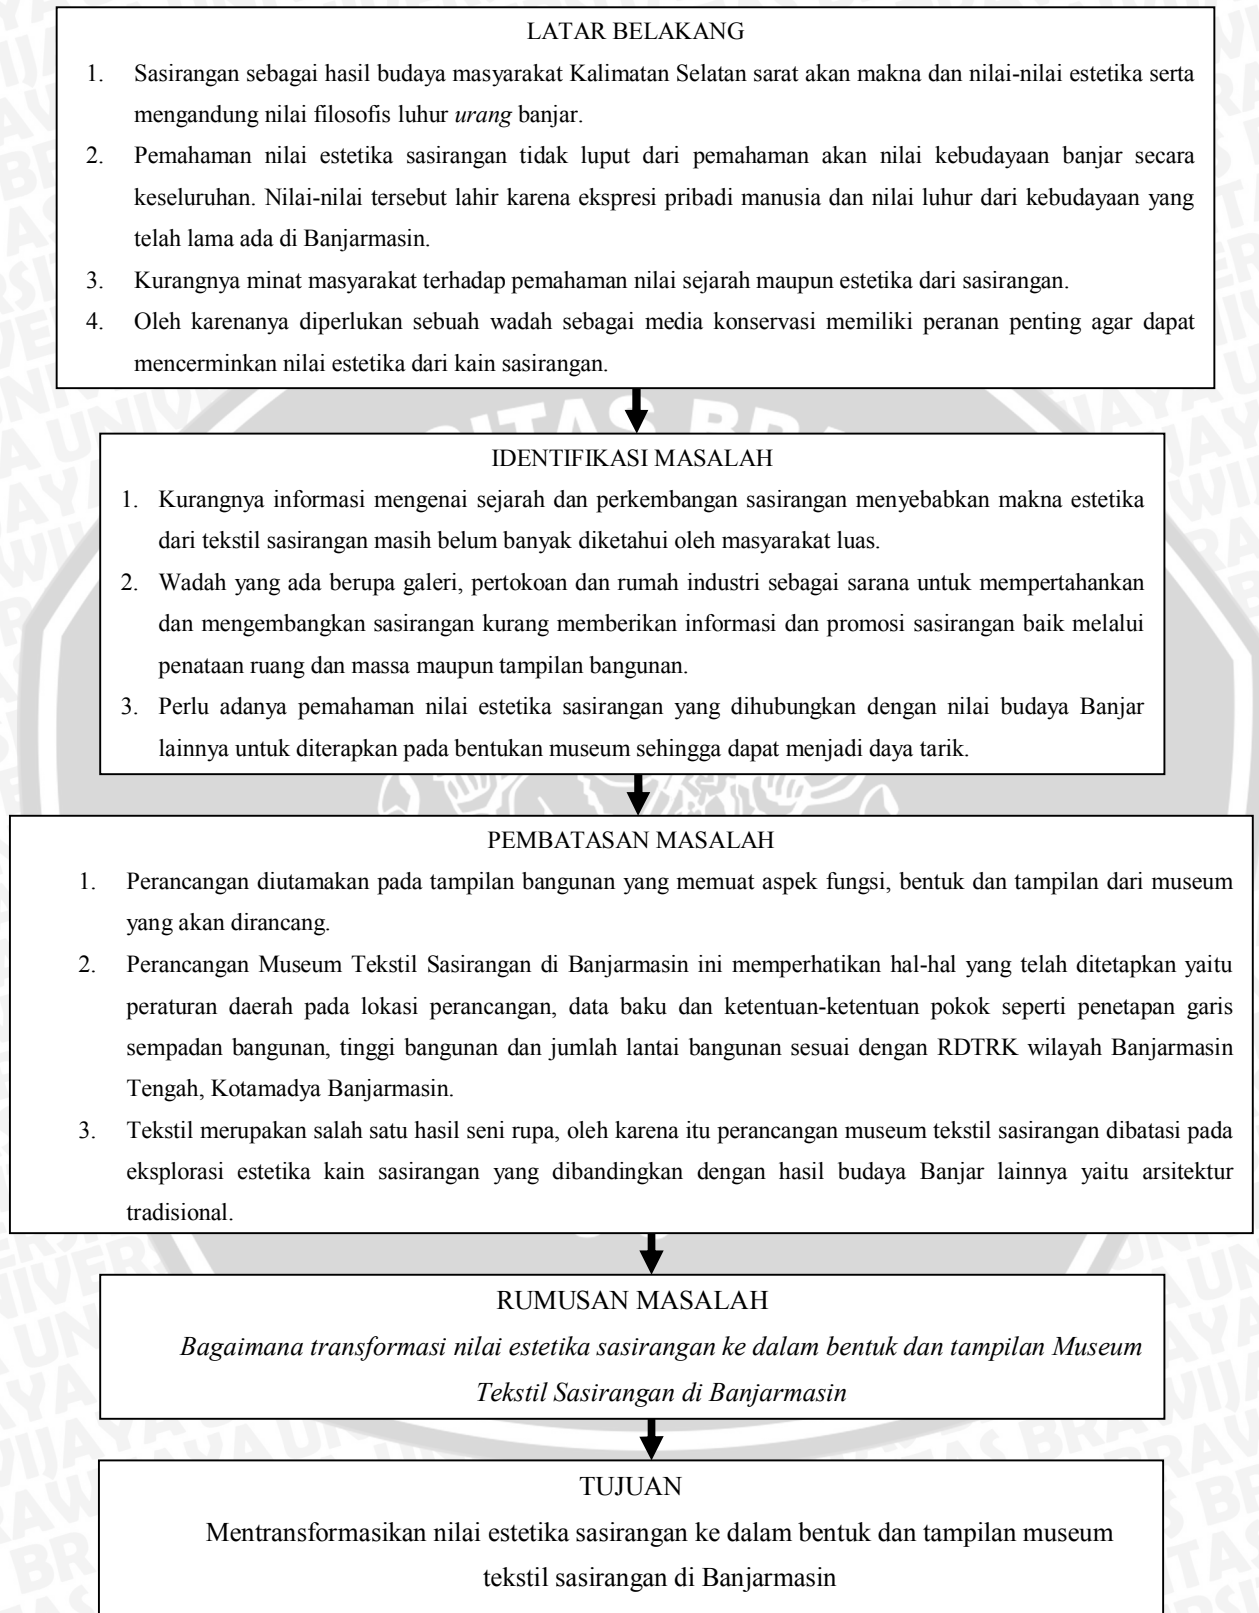 LATAR BELAKANG
1. Sasirangan sebagai hasil budaya masyarakat Kalimatan Selatan sarat akan makna dan nilai-nilai estetika serta
mengandung nilai filosofis luhur urang banjar.
2. Pemahaman nilai estetika sasirangan tidak luput dari pemahaman akan nilai kebudayaan banjar secara
keseluruhan. Nilai-nilai tersebut lahir karena ekspresi pribadi manusia dan nilai luhur dari kebudayaan yang
telah lama ada di Banjarmasin.
3. Kurangnya minat masyarakat terhadap pemahaman nilai sejarah maupun estetika dari sasirangan.
4. Oleh karenanya diperlukan sebuah wadah sebagai media konservasi memiliki peranan penting agar dapat
mencerminkan nilai estetika dari kain sasirangan.
IDENTIFIKASI MASALAH
1. Kurangnya informasi mengenai sejarah dan perkembangan sasirangan menyebabkan makna estetika
dari tekstil sasirangan masih belum banyak diketahui oleh masyarakat luas.
2. Wadah yang ada berupa galeri, pertokoan dan rumah industri sebagai sarana untuk mempertahankan
dan mengembangkan sasirangan kurang memberikan informasi dan promosi sasirangan baik melalui
penataan ruang dan massa maupun tampilan bangunan.
3. Perlu adanya pemahaman nilai estetika sasirangan yang dihubungkan dengan nilai budaya Banjar
lainnya untuk diterapkan pada bentukan museum sehingga dapat menjadi daya tarik.
PEMBATASAN MASALAH
1. Perancangan diutamakan pada tampilan bangunan yang memuat aspek fungsi, bentuk dan tampilan dari museum
yang akan dirancang.
2. Perancangan Museum Tekstil Sasirangan di Banjarmasin ini memperhatikan hal-hal yang telah ditetapkan yaitu
peraturan daerah pada lokasi perancangan, data baku dan ketentuan-ketentuan pokok seperti penetapan garis
sempadan bangunan, tinggi bangunan dan jumlah lantai bangunan sesuai dengan RDTRK wilayah Banjarmasin
Tengah, Kotamadya Banjarmasin.
3. Tekstil merupakan salah satu hasil seni rupa, oleh karena itu perancangan museum tekstil sasirangan dibatasi pada
eksplorasi estetika kain sasirangan yang dibandingkan dengan hasil budaya Banjar lainnya yaitu arsitektur
tradisional.
RUMUSAN MASALAH
Bagaimana transformasi nilai estetika sasirangan ke dalam bentuk dan tampilan Museum
Tekstil Sasirangan di Banjarmasin
TUJUAN
Mentransformasikan nilai estetika sasirangan ke dalam bentuk dan tampilan museum
tekstil sasirangan di Banjarmasin